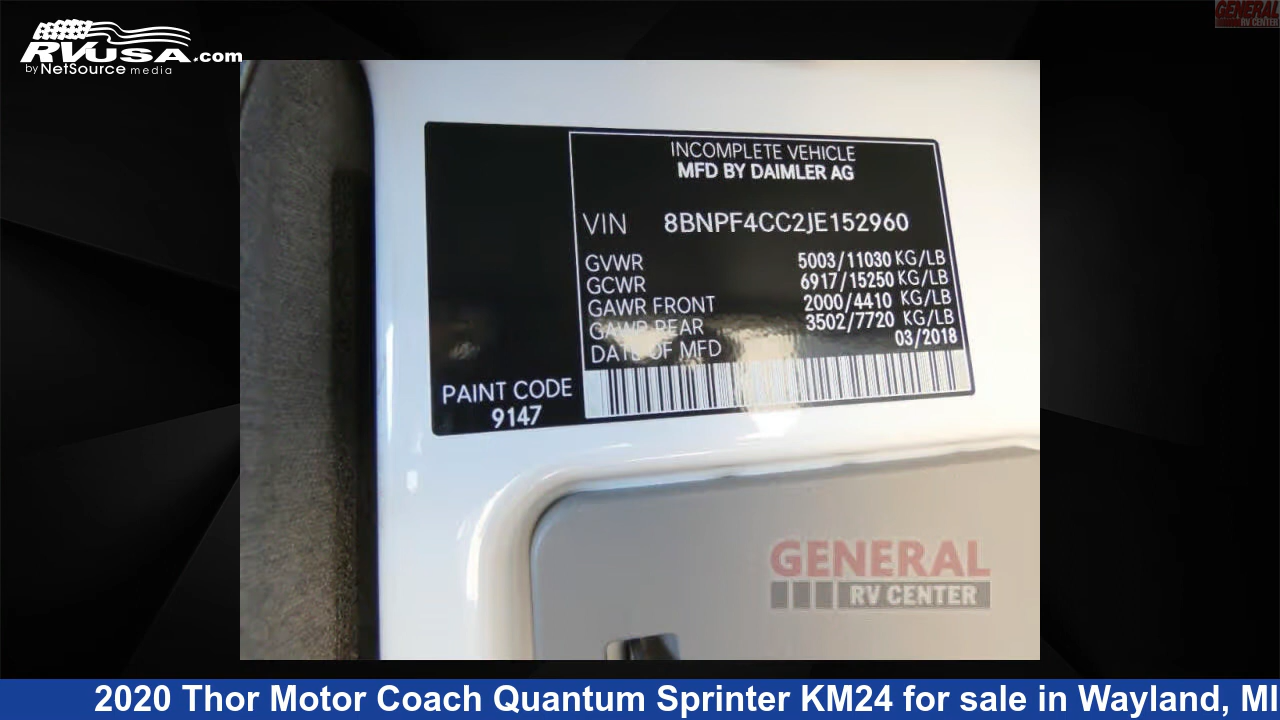 RVUSA.com
by NetSource media
GENERAL
RV CENTER
INCOMPLETE VEHICLE
MFD BY DAIMLER AG
VIN 8BNPF4CC2JE152960
GVWR 5003/11030 KG/LB
GCWR 6917/15250 KG/LB
GAWR FRONT 2000/4410 KG/LB
GAWR REAR 3502/7720 KG/LB
DATE OF MFD 03/2018
PAINT CODE
9147
GENERAL
RV CENTER
2020 Thor Motor Coach Quantum Sprinter KM24 for sale in Wayland, MI